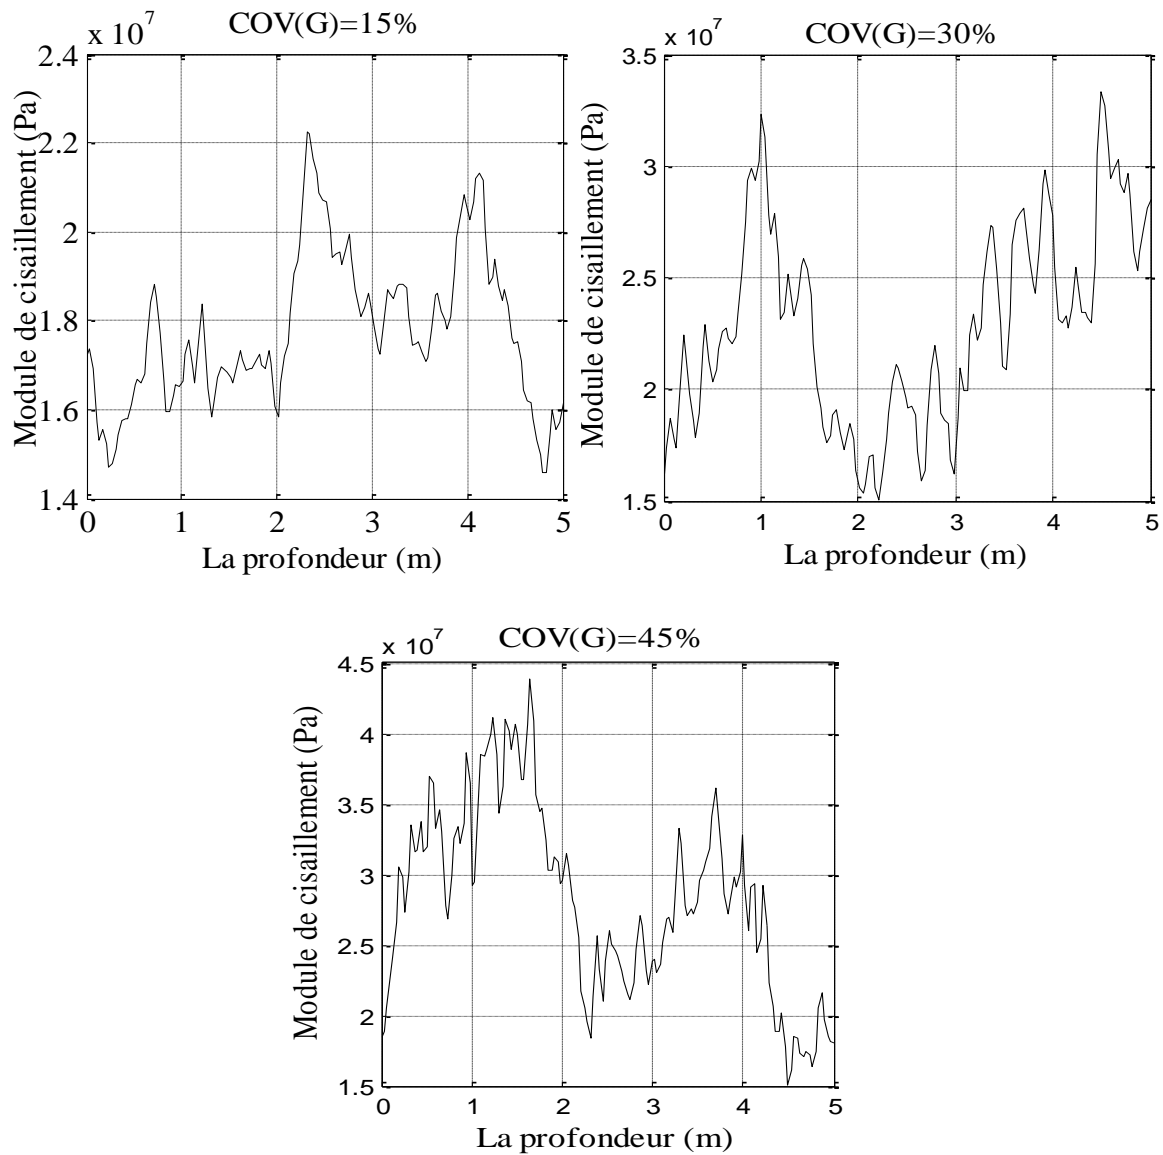 COV(G)=15%
x 10^7
Module de cisaillement (Pa)
2.4
2.2
2
1.8
1.6
1.4
0 1 2 3 4 5
La profondeur (m)
COV(G)=30%
x 10^7
Module de cisaillement (Pa)
3.5
3
2.5
2
1.5
0 1 2 3 4 5
La profondeur (m)
COV(G)=45%
x 10^7
Module de cisaillement (Pa)
4.5
4
3.5
3
2.5
2
1.5
0 1 2 3 4 5
La profondeur (m)